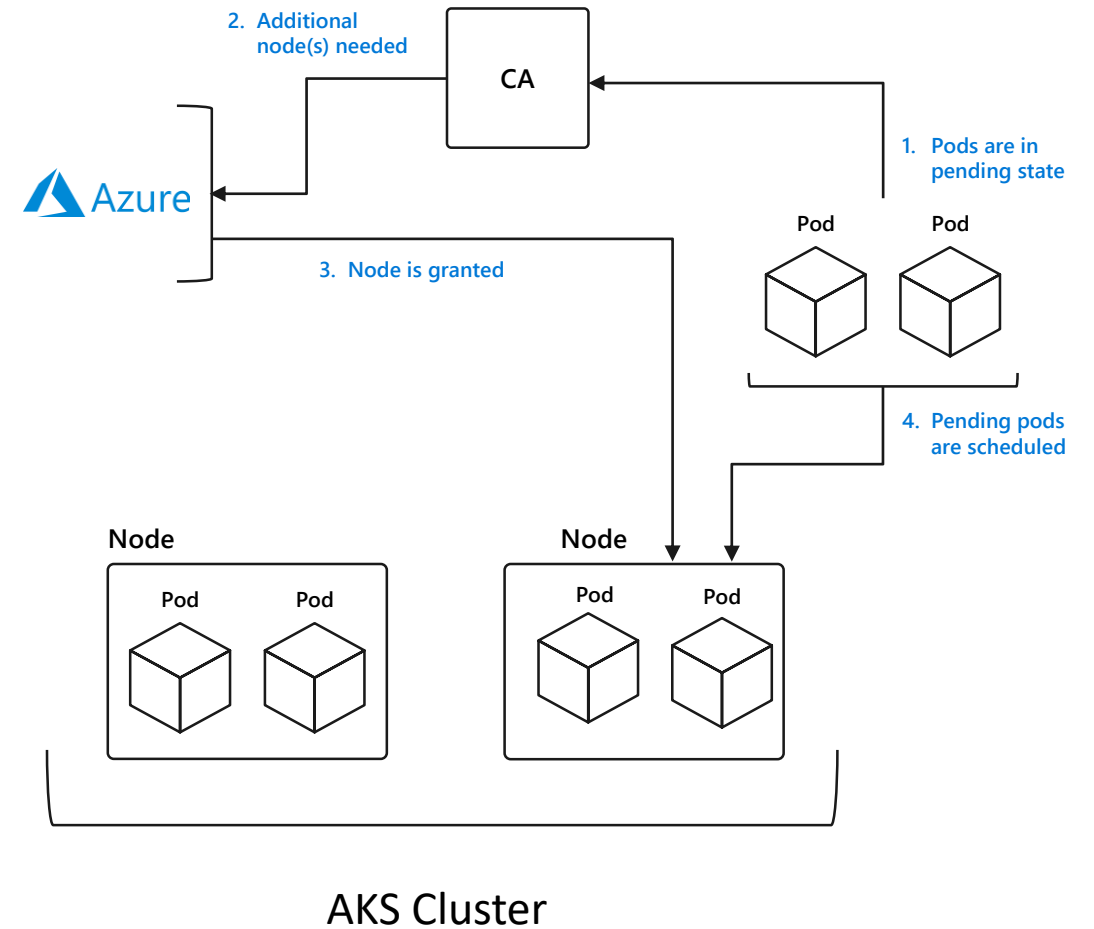 2. Additional
node(s) needed
CA
1. Pods are in
pending state
Azure
Pod
Pod
3. Node is granted
4. Pending pods
are scheduled
Node
Node
Pod
Pod
Pod
Pod
AKS Cluster